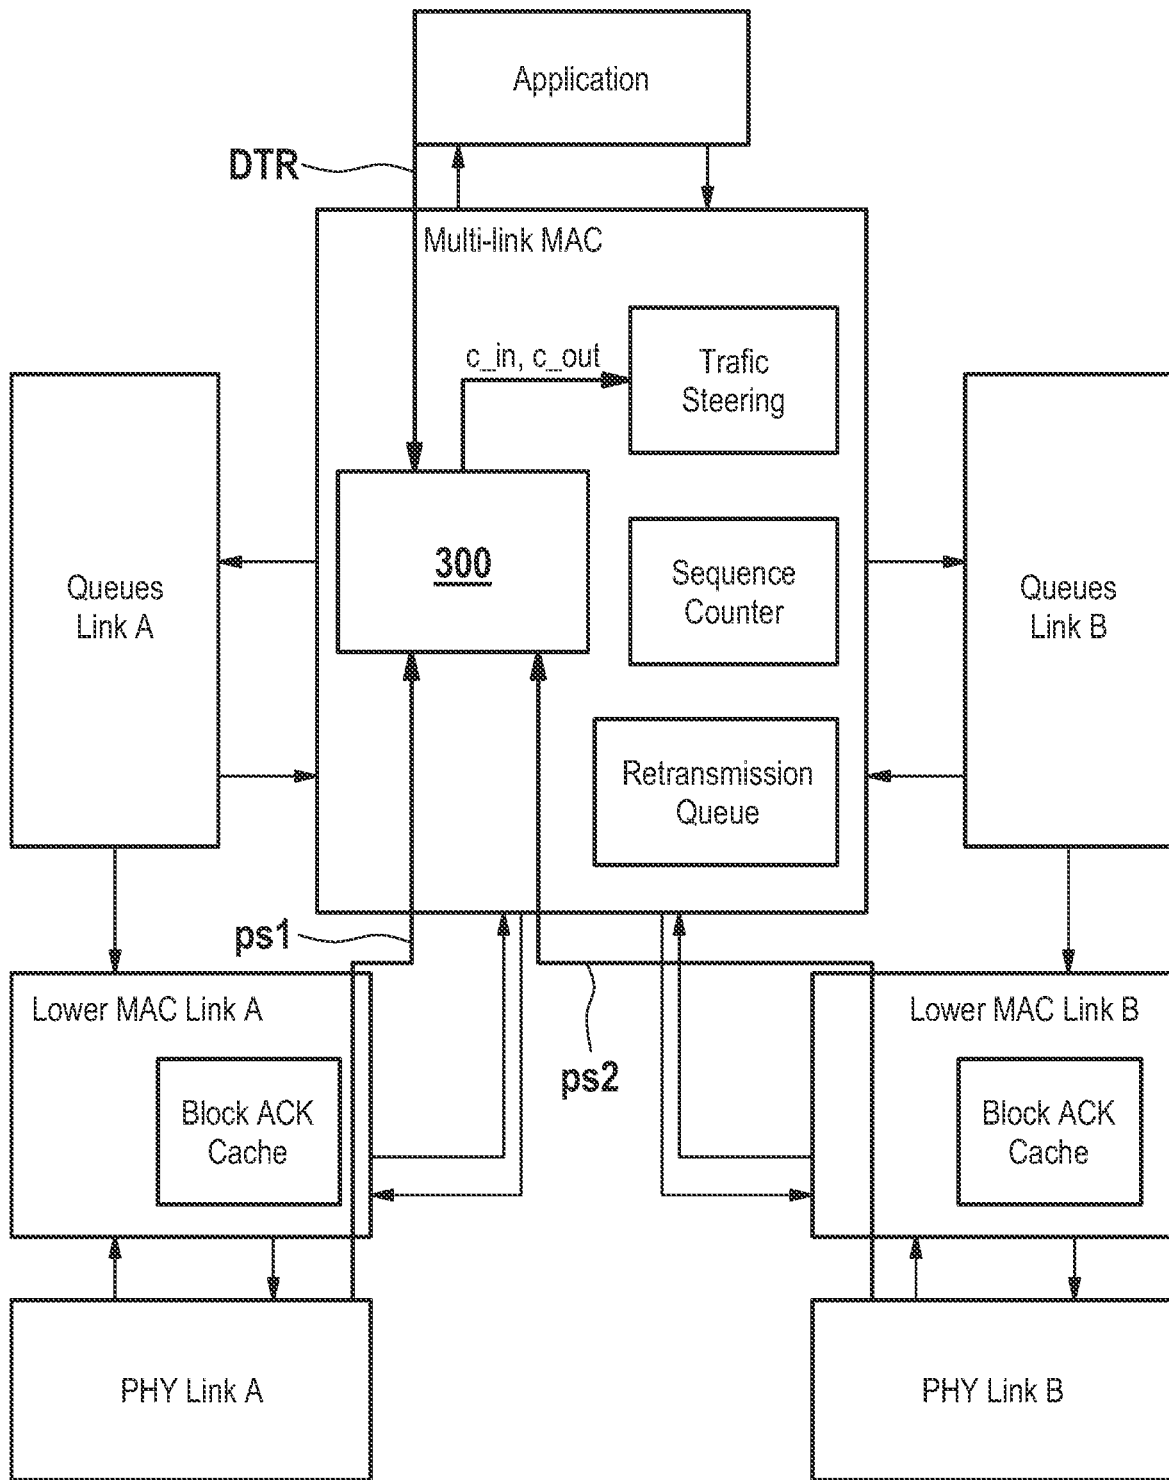 Application
DTR
Multi-link MAC
c_in, c_out
Trafic
Steering
300
Sequence
Counter
Queues
Link A
Queues
Link B
Retransmission
Queue
ps1
ps2
Lower MAC Link A
Block ACK
Cache
Lower MAC Link B
Block ACK
Cache
PHY Link A
PHY Link B